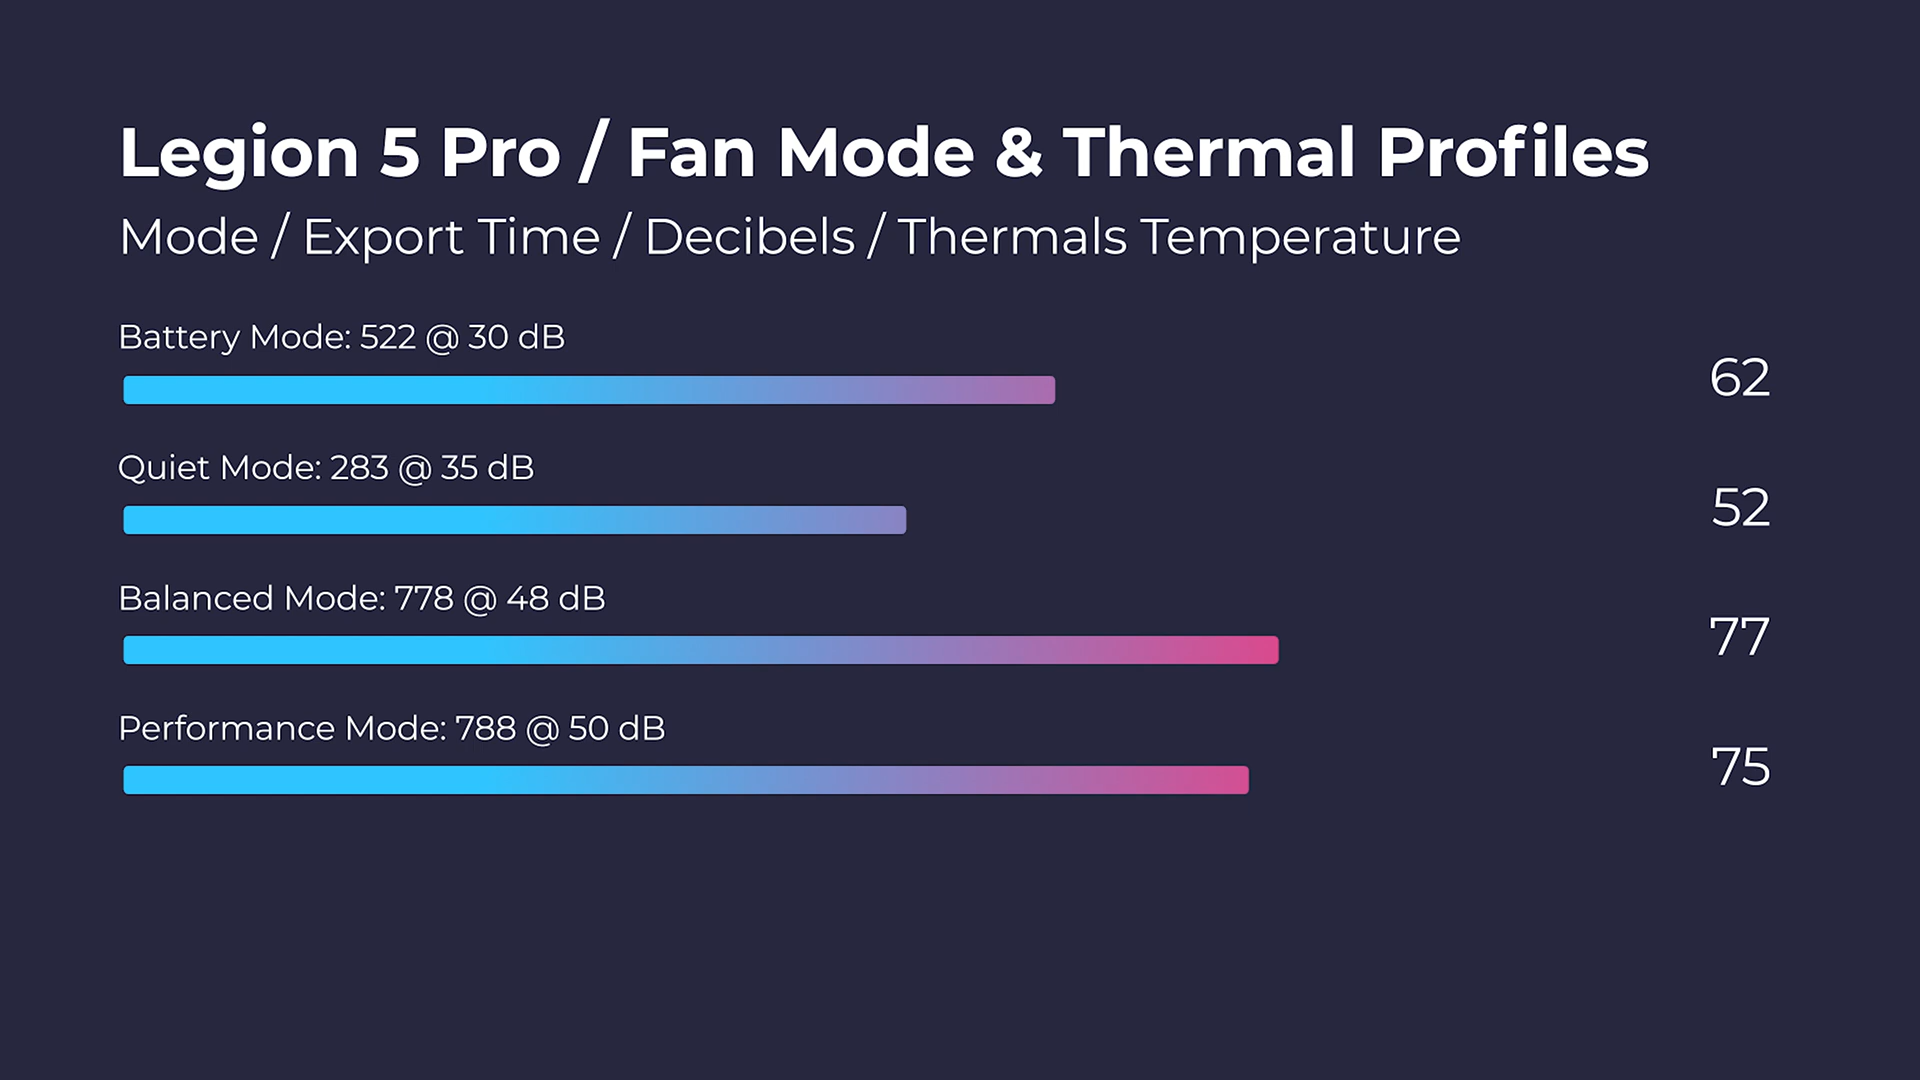 Legion 5 Pro / Fan Mode & Thermal Profiles
Mode / Export Time / Decibels / Thermals Temperature
Battery Mode: 522 @ 30 dB
62
Quiet Mode: 283 @ 35 dB
52
Balanced Mode: 778 @ 48 dB
77
Performance Mode: 788 @ 50 dB
75